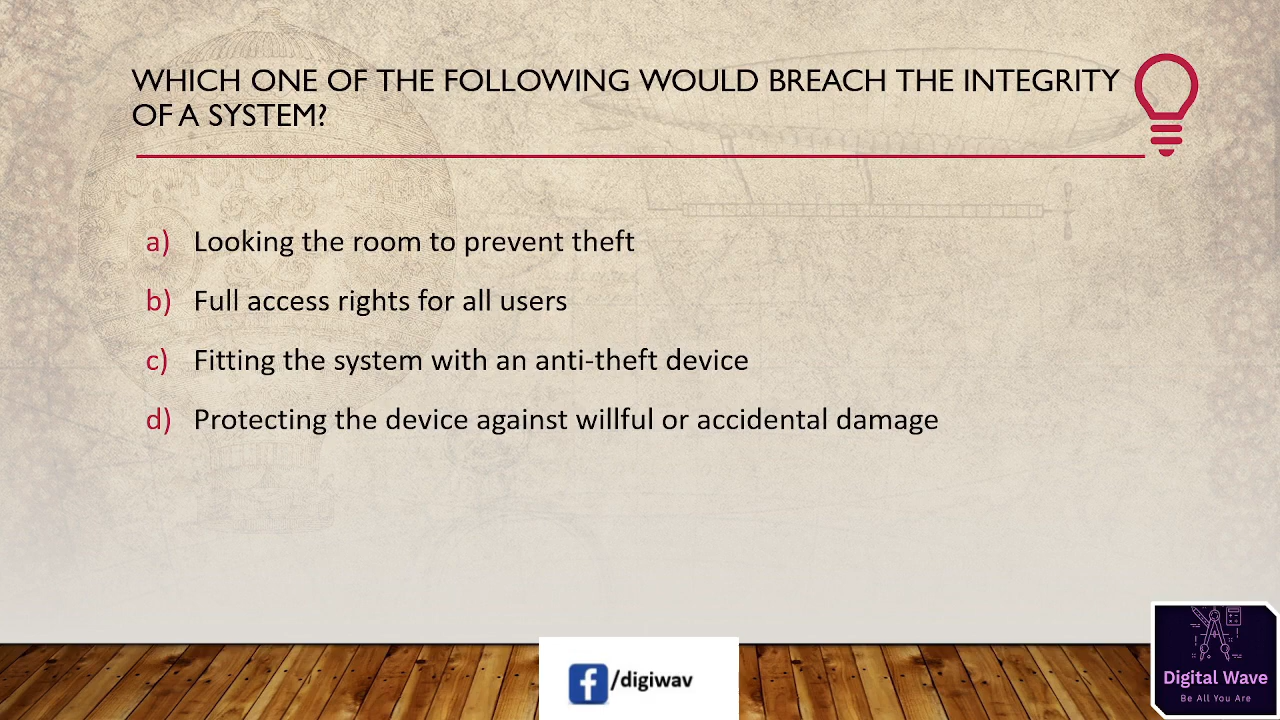 WHICH ONE OF THE FOLLOWING WOULD BREACH THE INTEGRITY
OF A SYSTEM?
a) Looking the room to prevent theft
b) Full access rights for all users
c) Fitting the system with an anti-theft device
d) Protecting the device against willful or accidental damage
f/digiwav
Digital Wave
Be All You Are